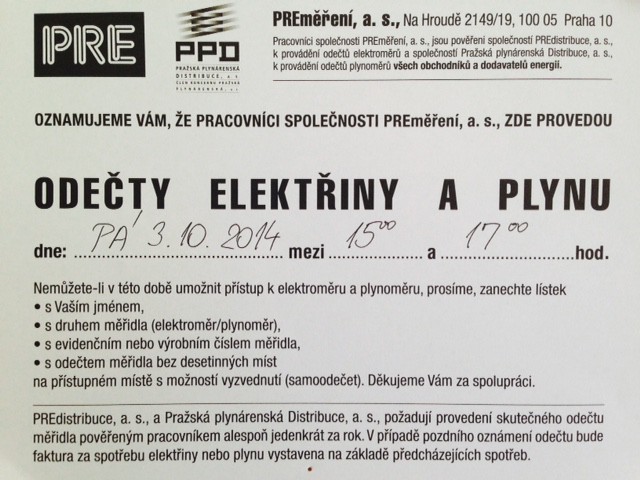 PRE
PPD
PRAŽSKÁ PLYNÁRENSKÁ
DISTRIBUCE, a. s.
ČLEN KONCERNU PRAŽSKÁ
PLYNÁRENSKÁ, a. s.
PREměření, a. s., Na Hroudě 2149/19, 100 05 Praha 10
Pracovníci společnosti PREměření, a. s., jsou pověření společností PREdistribuce, a. s.,
k provádění odečtů elektroměrů a společností Pražská plynárenská Distribuce, a. s.,
k provádění odečtů plynoměrů všech obchodníků a dodavatelů energií.
OZNAMUJEME VÁM, ŽE PRACOVNÍCI SPOLEČNOSTI PREměření, a. s., ZDE PROVEDOU
ODEČTY ELEKTŘINY A PLYNU
dne: PÁ 3.10.2014 mezi 15⁰⁰ a 17⁰⁰ hod.
Nemůžete-li v této době umožnit přístup k elektroměru a plynoměru, prosíme, zanechte lístek
• s Vaším jménem,
• s druhem měřidla (elektroměr/plynoměr),
• s evidenčním nebo výrobním číslem měřidla,
• s odečtem měřidla bez desetinných míst
na přístupném místě s možností vyzvednutí (samoodečet). Děkujeme Vám za spolupráci.
PREdistribuce, a. s., a Pražská plynárenská Distribuce, a. s., požadují provedení skutečného odečtu
měřidla pověřeným pracovníkem alespoň jedenkrát za rok. V případě pozdního oznámení odečtu bude
faktura za spotřebu elektřiny nebo plynu vystavena na základě předcházejících spotřeb.